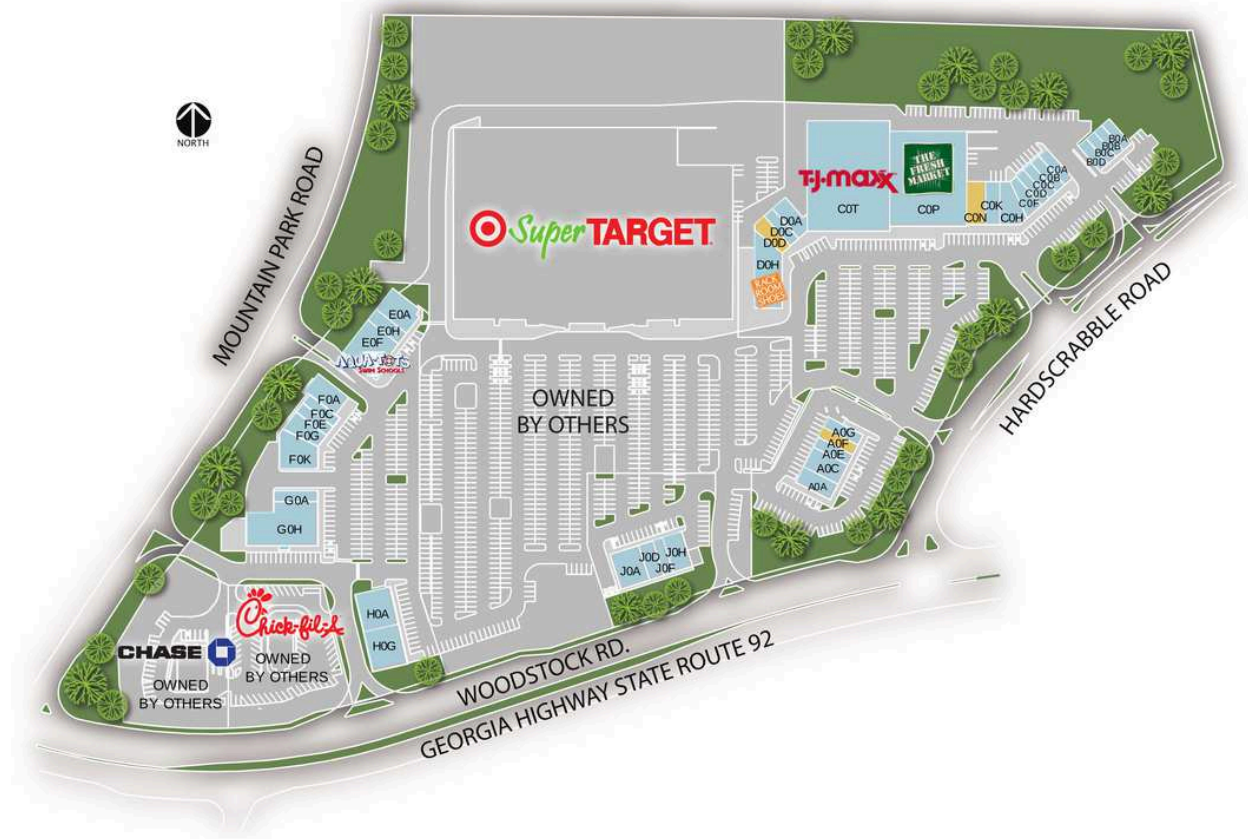 NORTH
MOUNTAIN PARK ROAD
HARDSCRABBLE ROAD
WOODSTOCK RD.
GEORGIA HIGHWAY STATE ROUTE 92
SuperTARGET
T·J·maxx
THE
FRESH
MARKET
C0T
C0P
C0N
C0K
C0H
C0F
C0D
C0C
C0B
C0A
B0A
B0B
B0C
B0D
D0A
D0C
D0D
D0H
RACK
ROOM
SHOES
E0A
E0H
E0F
AQUA-TOTS
SWIM SCHOOLS
F0A
F0C
F0E
F0G
F0K
G0A
G0H
OWNED
BY OTHERS
A0G
A0F
A0E
A0C
A0A
J0A
J0D
J0H
J0F
H0A
H0G
Chick-fil-A
OWNED
BY OTHERS
CHASE
OWNED
BY OTHERS